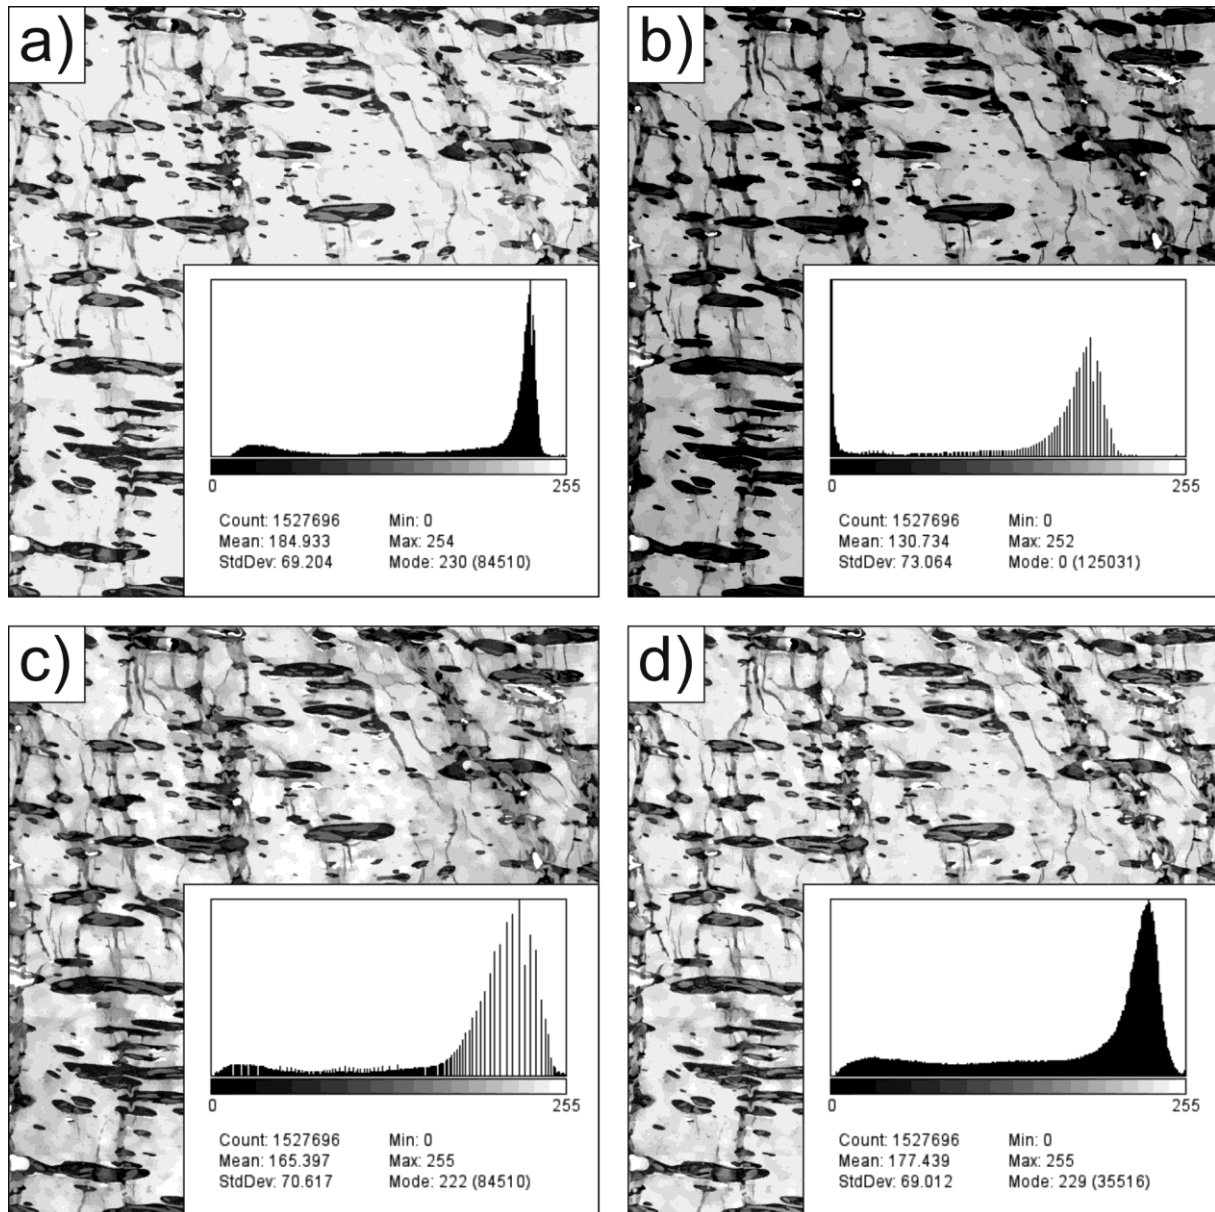 a)
0 255
Count: 1527696 Min: 0
Mean: 184.933 Max: 254
StdDev: 69.204 Mode: 230 (84510)
b)
0 255
Count: 1527696 Min: 0
Mean: 130.734 Max: 252
StdDev: 73.064 Mode: 0 (125031)
c)
0 255
Count: 1527696 Min: 0
Mean: 165.397 Max: 255
StdDev: 70.617 Mode: 222 (84510)
d)
0 255
Count: 1527696 Min: 0
Mean: 177.439 Max: 255
StdDev: 69.012 Mode: 229 (35516)